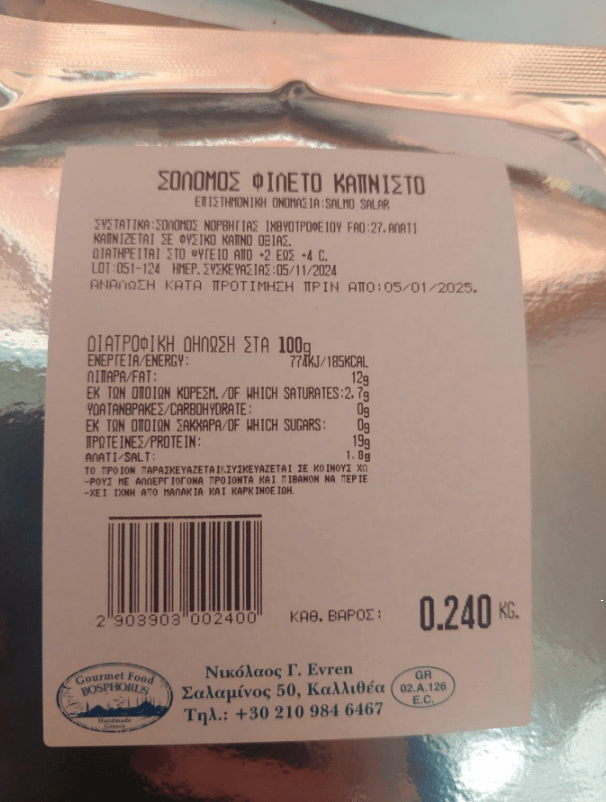 ΣΟΛΟΜΟΣ ΦΙΛΕΤΟ ΚΑΠΝΙΣΤΟ
ΕΠΙΣΤΗΜΟΝΙΚΗ ΟΝΟΜΑΣΙΑ:SALMO SALAR
ΣΥΣΤΑΤΙΚΑ:ΣΟΛΟΜΟΣ ΝΟΡΒΗΓΙΑΣ ΙΧΘΥΟΤΡΟΦΕΙΟΥ FAO:27.ΑΛΑΤΙ
ΚΑΠΝΙΖΕΤΑΙ ΣΕ ΦΥΣΙΚΟ ΚΑΠΝΟ ΟΞΙΑΣ.
ΔΙΑΤΗΡΕΙΤΑΙ ΣΤΟ ΨΥΓΕΙΟ ΑΠΟ +2 ΕΩΣ +4 C.
LOT:051-124 ΗΜΕΡ.ΣΥΣΚΕΥΑΣΙΑΣ:05/11/2024
ΑΝΑΛΩΣΗ ΚΑΤΑ ΠΡΟΤΙΜΗΣΗ ΠΡΙΝ ΑΠΟ:05/01/2025.
ΔΙΑΤΡΟΦΙΚΗ ΔΗΛΩΣΗ ΣΤΑ 100g
ΕΝΕΡΓΕΙΑ/ENERGY: 774KJ/185KCAL
ΛΙΠΑΡΑ/FAT: 12g
ΕΚ ΤΩΝ ΟΠΟΙΩΝ ΚΟΡΕΣΜ./OF WHICH SATURATES:2.7g
ΥΔΑΤΑΝΘΡΑΚΕΣ/CARBOHYDRATE: 0g
ΕΚ ΤΩΝ ΟΠΟΙΩΝ ΣΑΚΧΑΡΑ/OF WHICH SUGARS: 0g
ΠΡΩΤΕΙΝΕΣ/PROTEIN: 19g
ΑΛΑΤΙ/SALT: 1.8g
ΤΟ ΠΡΟΙΟΝ ΠΑΡΑΣΚΕΥΑΖΕΤΑΙ\ΣΥΣΚΕΥΑΖΕΤΑΙ ΣΕ ΚΟΙΝΟΥΣ ΧΩ
-ΡΟΥΣ ΜΕ ΑΛΛΕΡΓΙΟΓΟΝΑ ΠΡΟΙΟΝΤΑ ΚΑΙ ΠΙΘΑΝΟΝ ΝΑ ΠΕΡΙΕ
-ΧΕΙ ΙΧΝΗ ΑΠΟ ΜΑΛΑΚΙΑ ΚΑΙ ΚΑΡΚΙΝΟΕΙΔΗ.
2 903903 002400
ΚΑΘ. ΒΑΡΟΣ: 0.240 KG.
Gourmet Food
BOSPHORUS
Handmade
Greece
Νικόλαος Γ. Evren
Σαλαμίνος 50, Καλλιθέα
Τηλ.: +30 210 984 6467
GR
02.A.126
E.C.